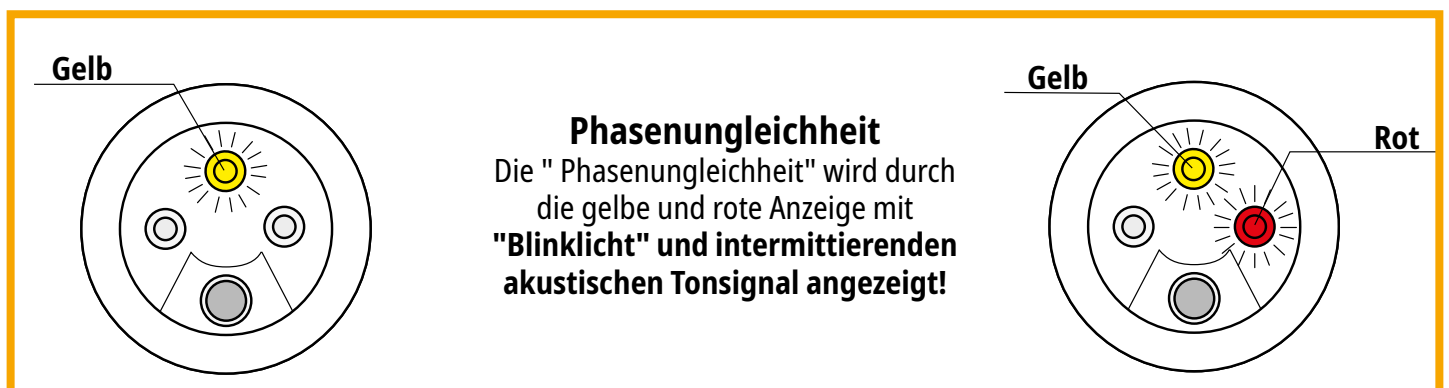 Gelb
Phasenungleichheit
Die " Phasenungleichheit" wird durch
die gelbe und rote Anzeige mit
"Blinklicht" und intermittierenden
akustischen Tonsignal angezeigt!
Gelb
Rot